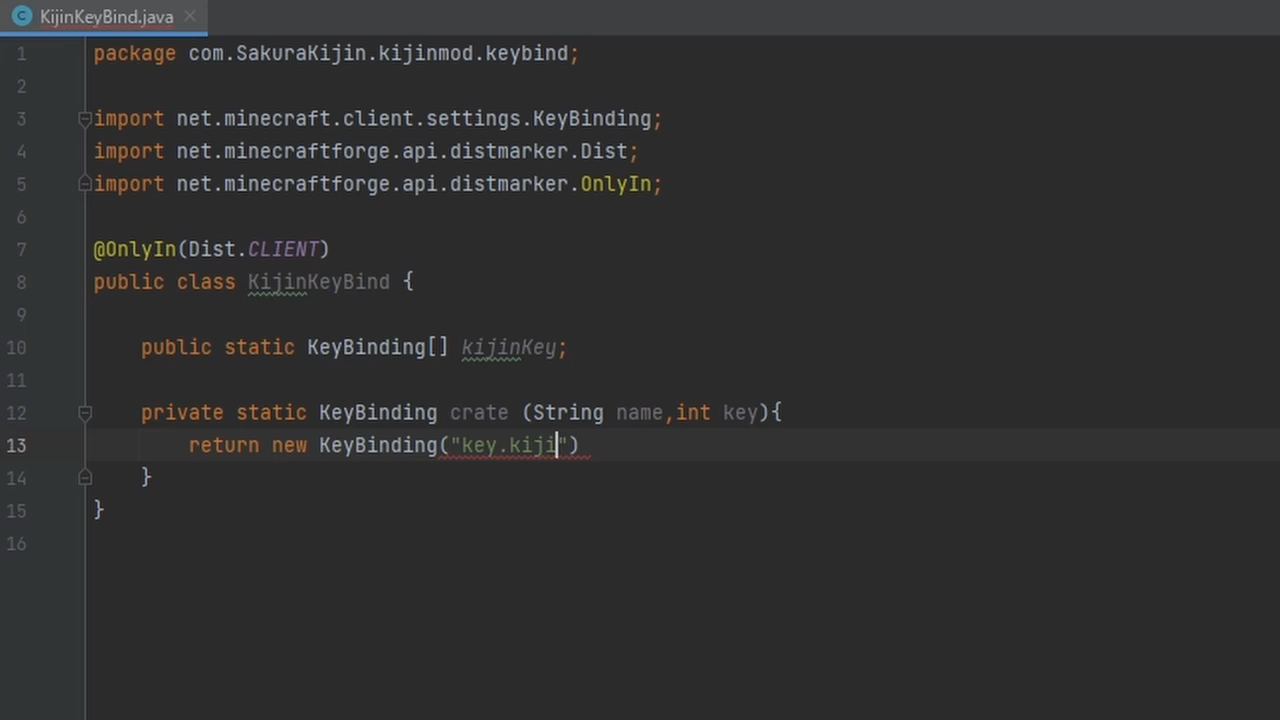 KijinKeyBind.java
1 package com.SakuraKijin.kijinmod.keybind;
2
3 import net.minecraft.client.settings.KeyBinding;
4 import net.minecraftforge.api.distmarker.Dist;
5 import net.minecraftforge.api.distmarker.OnlyIn;
6
7 @OnlyIn(Dist.CLIENT)
8 public class KijinKeyBind {
9
10 public static KeyBinding[] kijinKey;
11
12 private static KeyBinding crate (String name,int key){
13 return new KeyBinding("key.kiji")
14 }
15 }
16